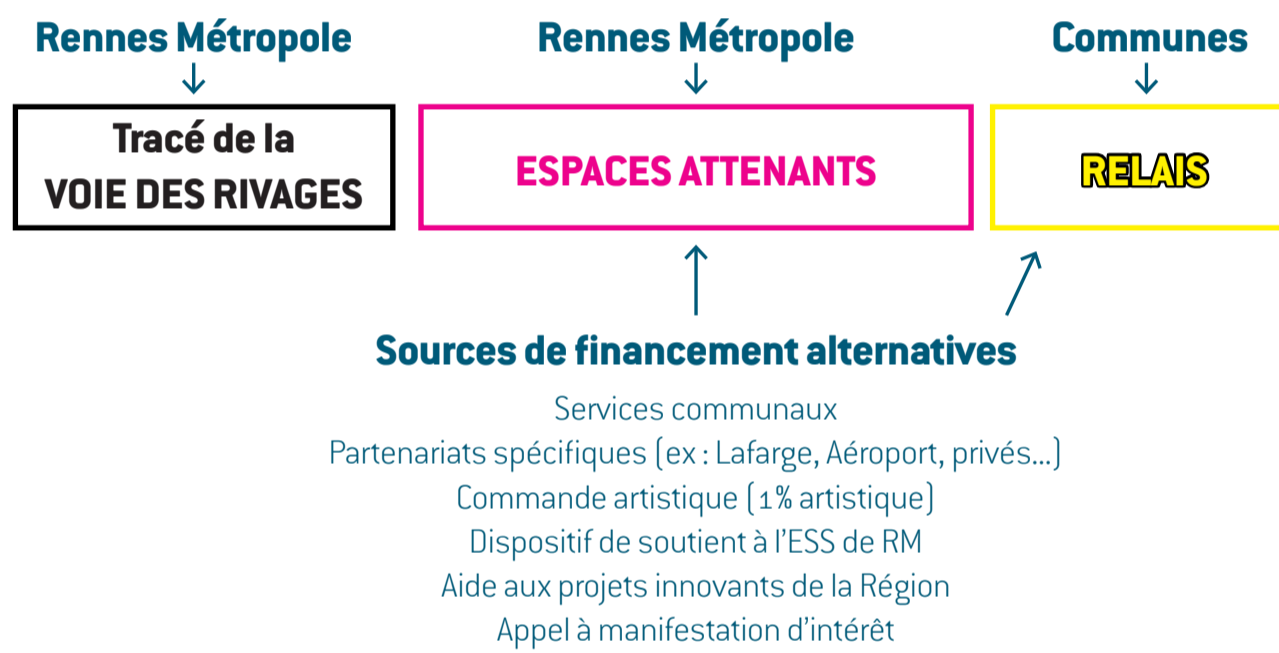 Rennes Métropole
Rennes Métropole
Communes
Tracé de la
VOIE DES RIVAGES
ESPACES ATTENANTS
RELAIS
Sources de financement alternatives
Services communaux
Partenariats spécifiques (ex : Lafarge, Aéroport, privés...)
Commande artistique (1% artistique)
Dispositif de soutient à l'ESS de RM
Aide aux projets innovants de la Région
Appel à manifestation d'intérêt